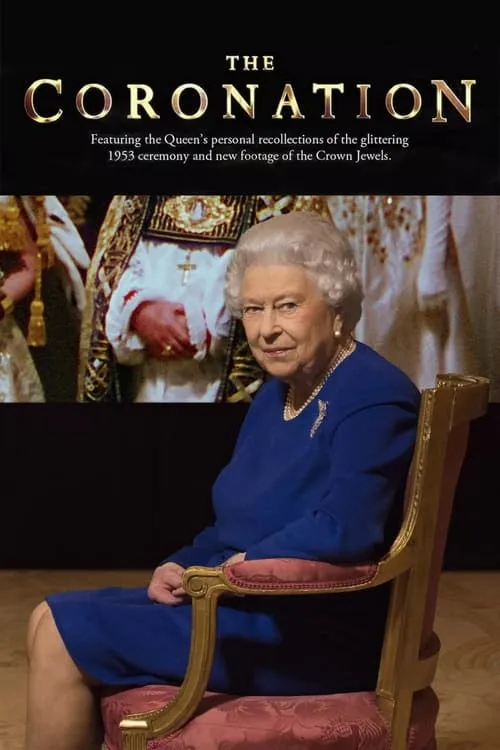 THE
CORONATION
Featuring the Queen's personal recollections of the glittering
1953 ceremony and new footage of the Crown Jewels.